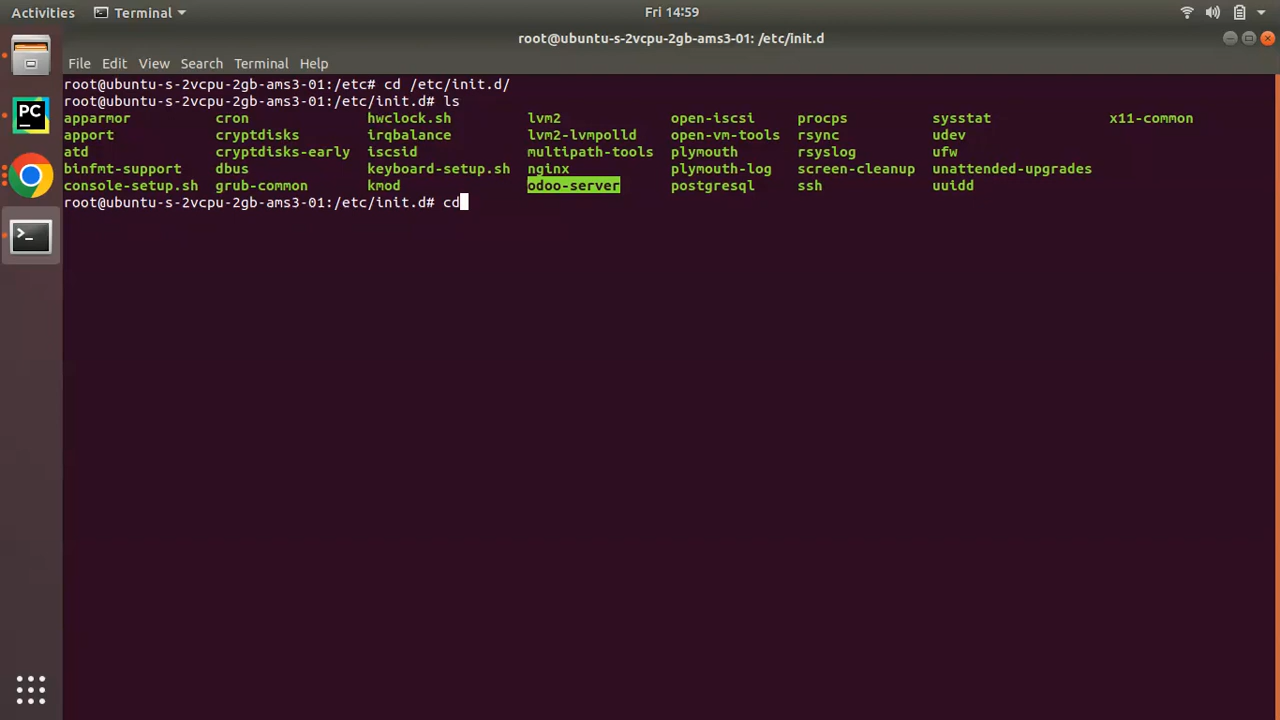 Activities Terminal Fri 14:59
root@ubuntu-s-2vcpu-2gb-ams3-01: /etc/init.d
File Edit View Search Terminal Help
root@ubuntu-s-2vcpu-2gb-ams3-01:/etc# cd /etc/init.d/
root@ubuntu-s-2vcpu-2gb-ams3-01:/etc/init.d# ls
apparmor cron hwclock.sh lvm2 open-iscsi procps sysstat x11-common
apport cryptdisks irqbalance lvm2-lvmpolld open-vm-tools rsync udev
atd cryptdisks-early iscsid multipath-tools plymouth rsyslog ufw
binfmt-support dbus keyboard-setup.sh nginx plymouth-log screen-cleanup unattended-upgrades
console-setup.sh grub-common kmod odoo-server postgresql ssh uuidd
root@ubuntu-s-2vcpu-2gb-ams3-01:/etc/init.d# cd
PC
>_